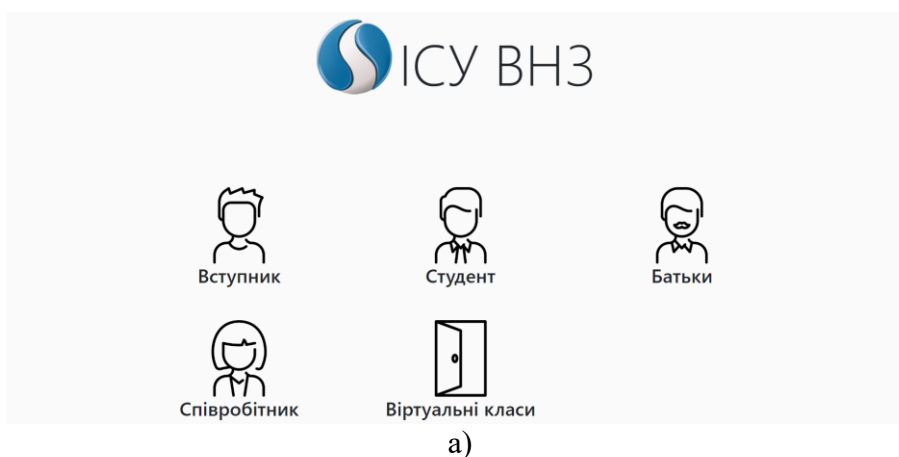 ІСУ ВНЗ
Вступник
Студент
Батьки
Співробітник
Віртуальні класи
а)